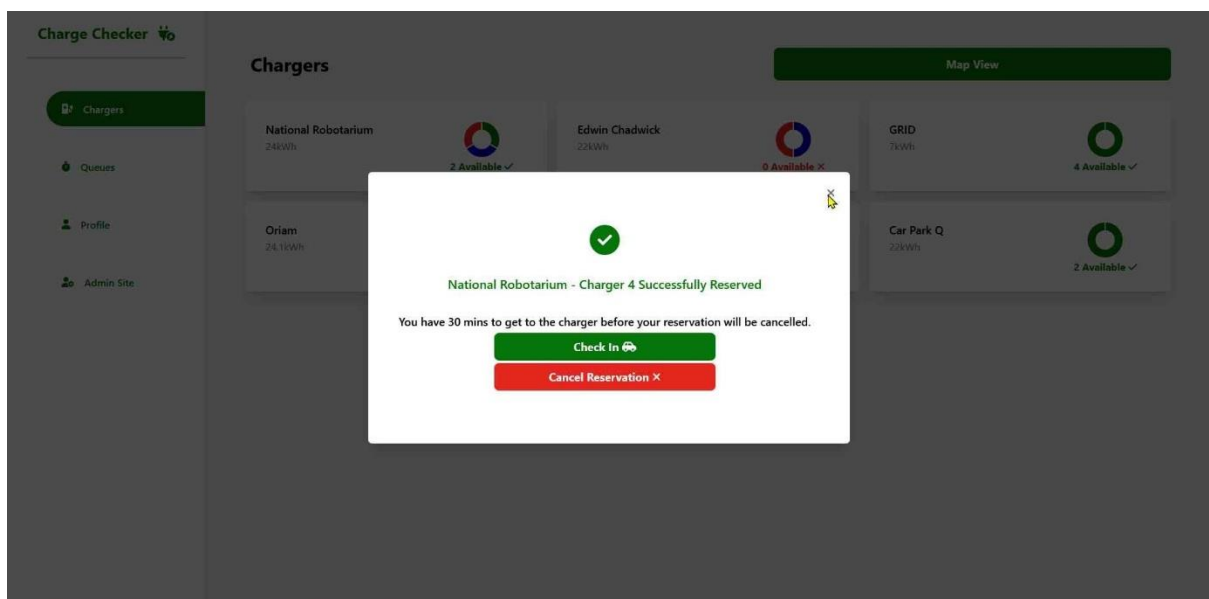 Charge Checker
Chargers
Map View
Chargers
Queues
Profile
Admin Site
National Robotarium
24kWh
2 Available ✓
Edwin Chadwick
22kWh
0 Available ×
GRID
7kWh
4 Available ✓
Oriam
24.1kWh
Car Park Q
22kWh
2 Available ✓
×
National Robotarium - Charger 4 Successfully Reserved
You have 30 mins to get to the charger before your reservation will be cancelled.
Check In
Cancel Reservation ×